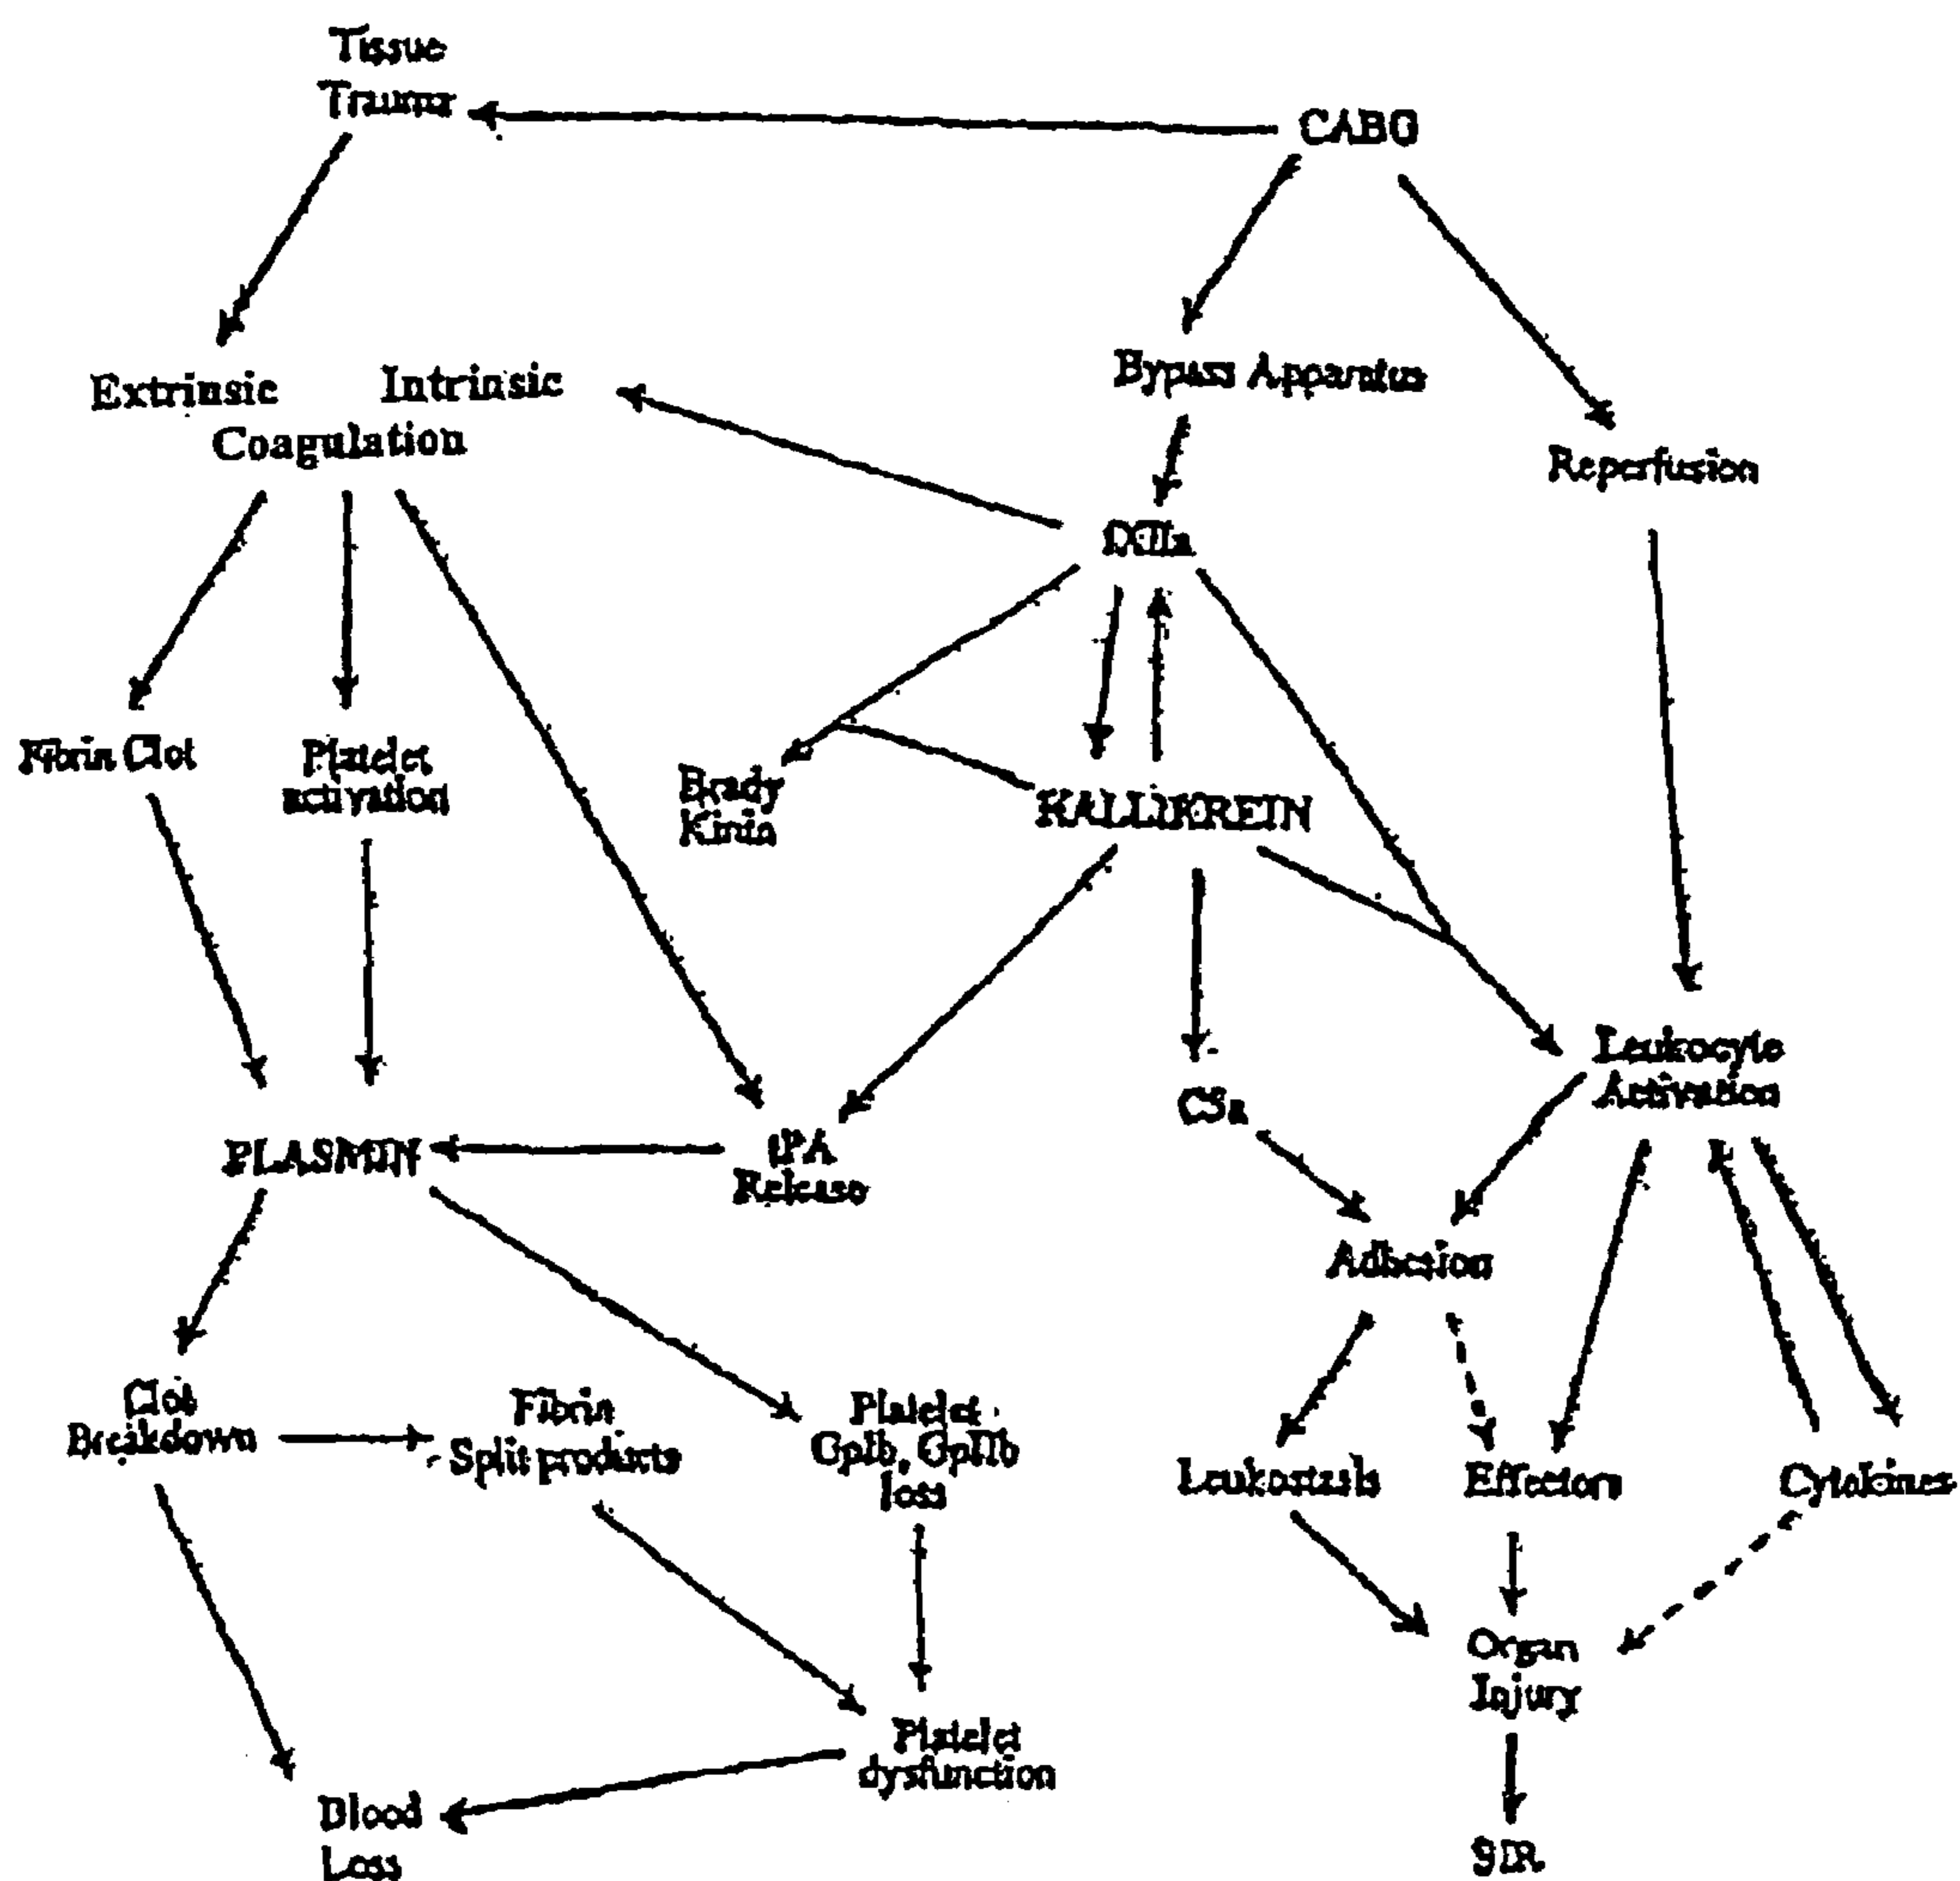 Tissue
Trauma
CABG
Extrinsic
Intrinsic
Coagulation
Bypass Apparatus
Reperfusion
Fibrin Clot
Platelet
activation
Brady
Kinin
KALLIKREIN
Leukocyte
Activation
C5a
PLASMIN
tPA
Release
Adhesion
Clot
Breakdown
Fibrin
Split products
Platelet
GpIb, GpIIb
loss
Leukostasis
Effectors
Cytokines
Organ
Injury
Platelet
dysfunction
Blood
Loss
SIR